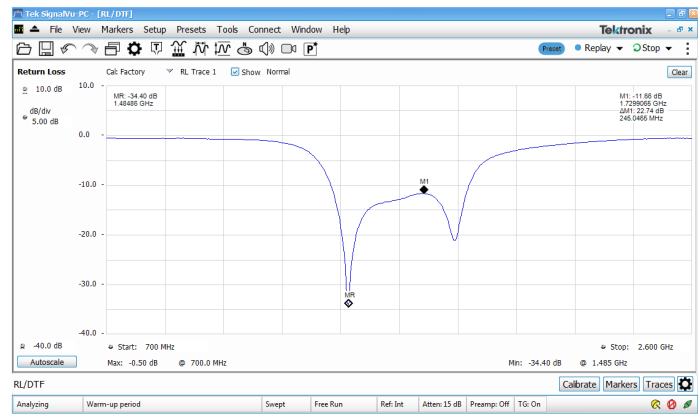 Tek SignalVu-PC - [RL/DTF]
File View Markers Setup Presets Tools Connect Window Help
Tektronix
Preset Replay Stop
Return Loss Cal: Factory RL Trace 1 Show Normal Clear
10.0 dB
dB/div
5.00 dB
10.0
0.0
-10.0
-20.0
-30.0
-40.0
MR: -34.40 dB
1.48486 GHz
M1: -11.66 dB
1.7299065 GHz
ΔM1: 22.74 dB
245.0465 MHz
M1
MR
-40.0 dB
Start: 700 MHz
Stop: 2.600 GHz
Autoscale
Max: -0.50 dB @ 700.0 MHz
Min: -34.40 dB @ 1.485 GHz
RL/DTF Calibrate Markers Traces
Analyzing Warm-up period Swept Free Run Ref: Int Atten: 15 dB Preamp: Off TG: On